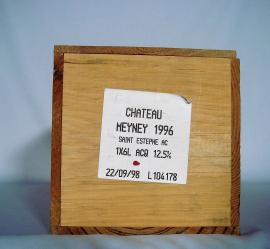 CHATEAU
MEYNEY 1996
SAINT ESTEPHE AC
1X6L ACQ 12.5%
22/09/98 L104178